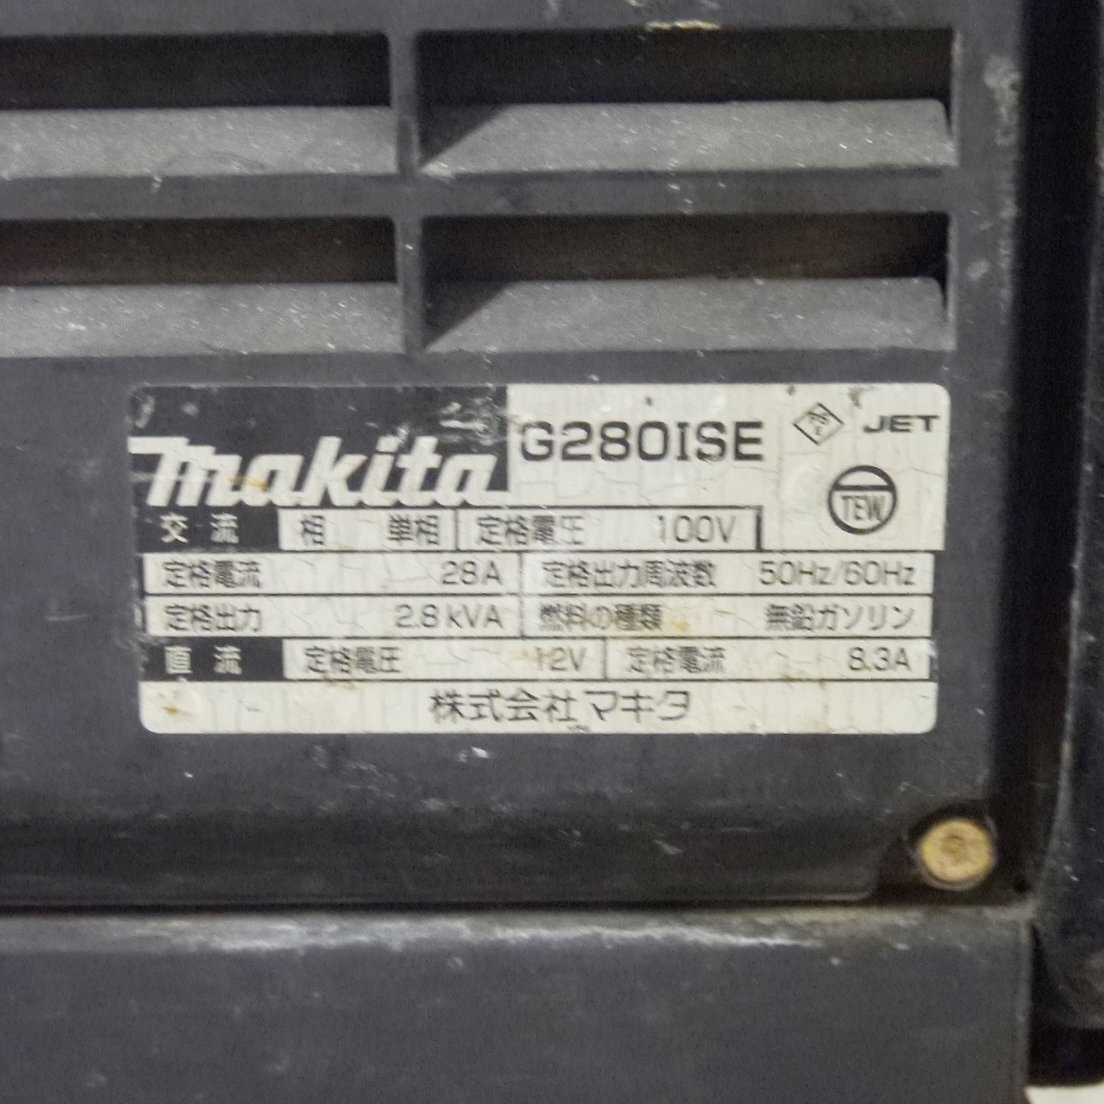 makita G2801SE JET
TEW
交流 相 単相 定格電圧 100V
定格電流 28A 定格出力周波数 50Hz/60Hz
定格出力 2.8kVA 燃料の種類 無鉛ガソリン
直流 定格電圧 12V 定格電流 8.3A
株式会社マキタ